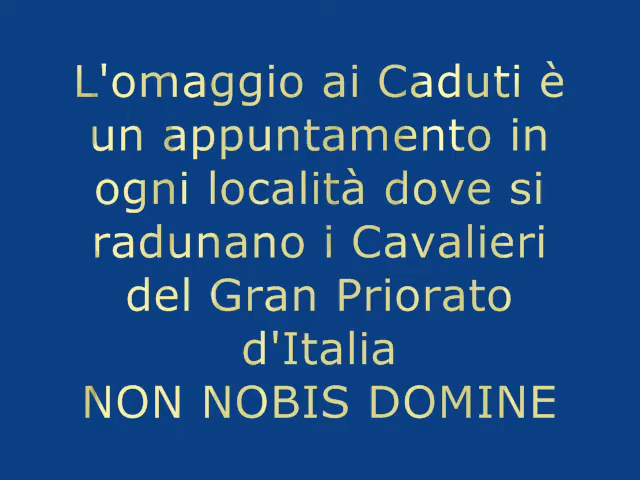 L'omaggio ai Caduti è
un appuntamento in
ogni località dove si
radunano i Cavalieri
del Gran Priorato
d'Italia
NON NOBIS DOMINE